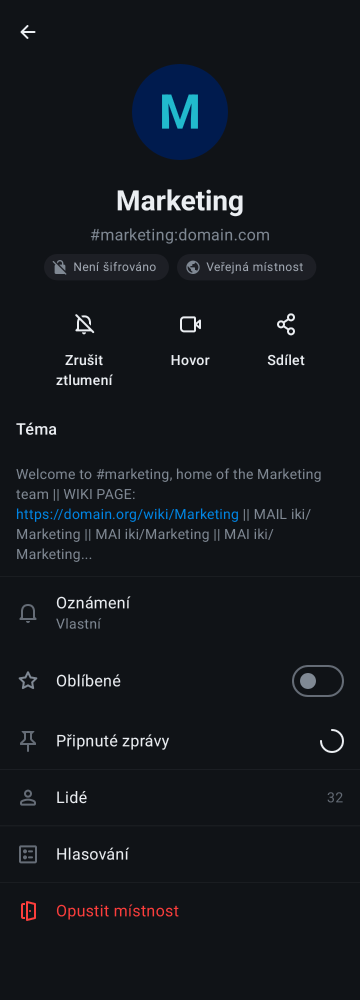 M
Marketing
#marketing:domain.com
Není šifrováno
Veřejná místnost
Zrušit
ztlumení
Hovor
Sdílet
Téma
Welcome to #marketing, home of the Marketing
team || WIKI PAGE:
https://domain.org/wiki/Marketing || MAIL iki/
Marketing || MAI iki/Marketing || MAI iki/
Marketing...
Oznámení
Vlastní
Oblíbené
Připnuté zprávy
Lidé
32
Hlasování
Opustit místnost